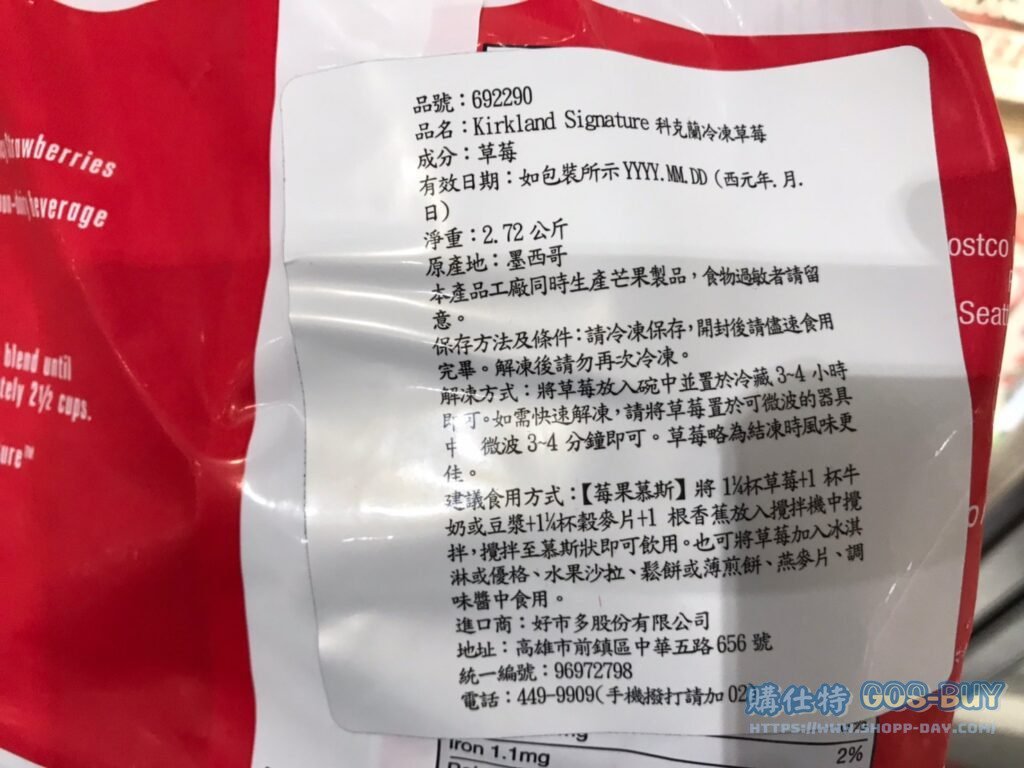 品號：692290
品名：Kirkland Signature 科克蘭冷凍草莓
成分：草莓
有效日期：如包裝所示 YYYY.MM.DD (西元年.月.
日)
淨重：2.72 公斤
原產地：墨西哥
本產品工廠同時生產芒果製品，食物過敏者請留
意。
保存方法及條件：請冷凍保存，開封後請儘速食用
完畢。解凍後請勿再次冷凍。
解凍方式：將草莓放入碗中並置於冷藏 3~4 小時
即可。如需快速解凍，請將草莓置於可微波的器具
中 微波 3~4 分鐘即可。草莓略為結凍時風味更
佳。
建議食用方式：【莓果慕斯】將 1¼杯草莓+1 杯牛
奶或豆漿+1¼杯穀麥片+1 根香蕉放入攪拌機中攪
拌，攪拌至慕斯狀即可飲用。也可將草莓加入冰淇
淋或優格、水果沙拉、鬆餅或薄煎餅、燕麥片、調
味醬中食用。
進口商：好市多股份有限公司
地址：高雄市前鎮區中華五路 656 號
統一編號：96972798
電話：449-9909(手機撥打請加 02)
beverage
blend until
2½ cups.
ostco
Seat
Iron 1.1mg
2%
購仕特 GOS-BUY
HTTPS://WWW.SHOPP-DAY.COM/